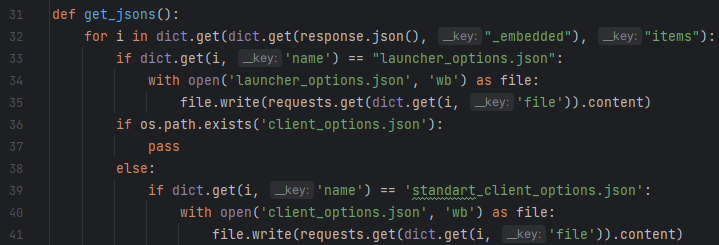 31 def get_jsons():
32 for i in dict.get(dict.get(response.json(), __key: "_embedded"), __key: "items"):
33 if dict.get(i, __key: 'name') == "launcher_options.json":
34 with open('launcher_options.json', 'wb') as file:
35 file.write(requests.get(dict.get(i, __key: 'file')).content)
36 if os.path.exists('client_options.json'):
37 pass
38 else:
39 if dict.get(i, __key: 'name') == 'standart_client_options.json':
40 with open('client_options.json', 'wb') as file:
41 file.write(requests.get(dict.get(i, __key: 'file')).content)